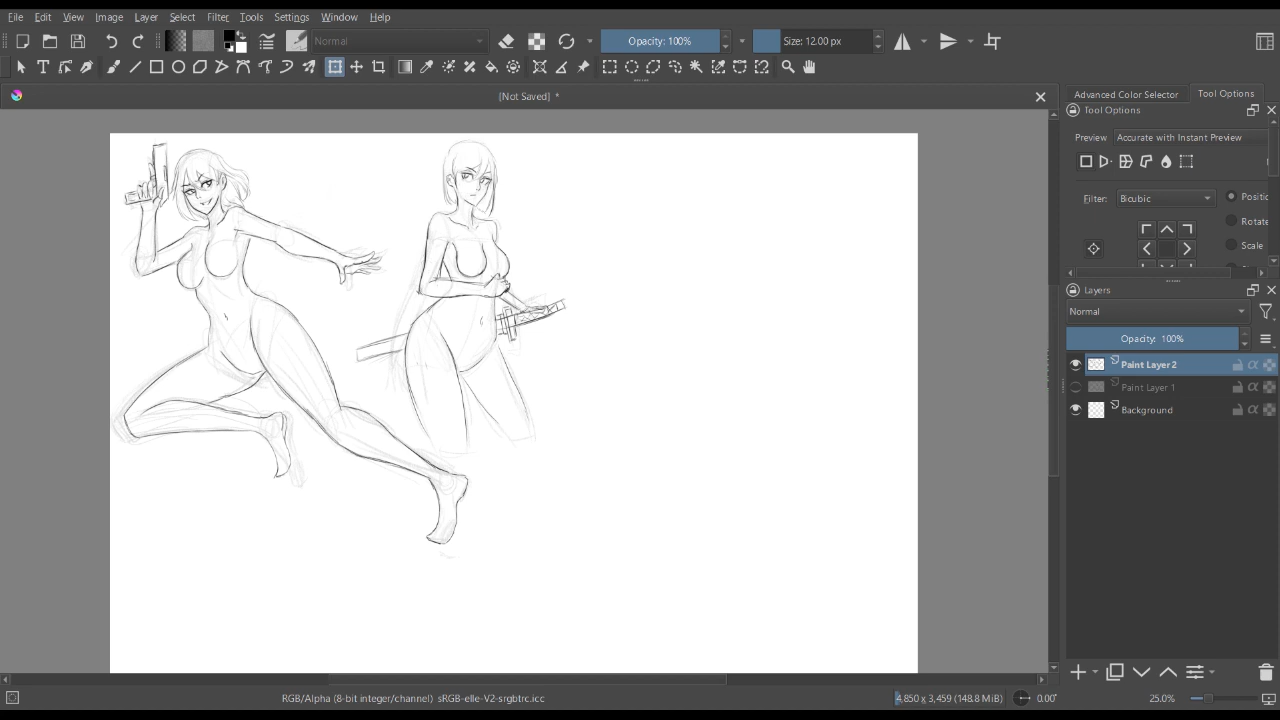 File Edit View Image Layer Select Filter Tools Settings Window Help
Normal Opacity: 100% Size: 12.00 px
[Not Saved] *
Advanced Color Selector Tool Options
Tool Options
Preview Accurate with Instant Preview
Filter: Bicubic Positic
Rotate
Scale
Layers
Normal
Opacity: 100%
Paint Layer 2
Paint Layer 1
Background
RGB/Alpha (8-bit integer/channel) sRGB-elle-V2-srgbtrc.icc 4,850 x 3,459 (148.8 MiB) 0.00° 25.0%